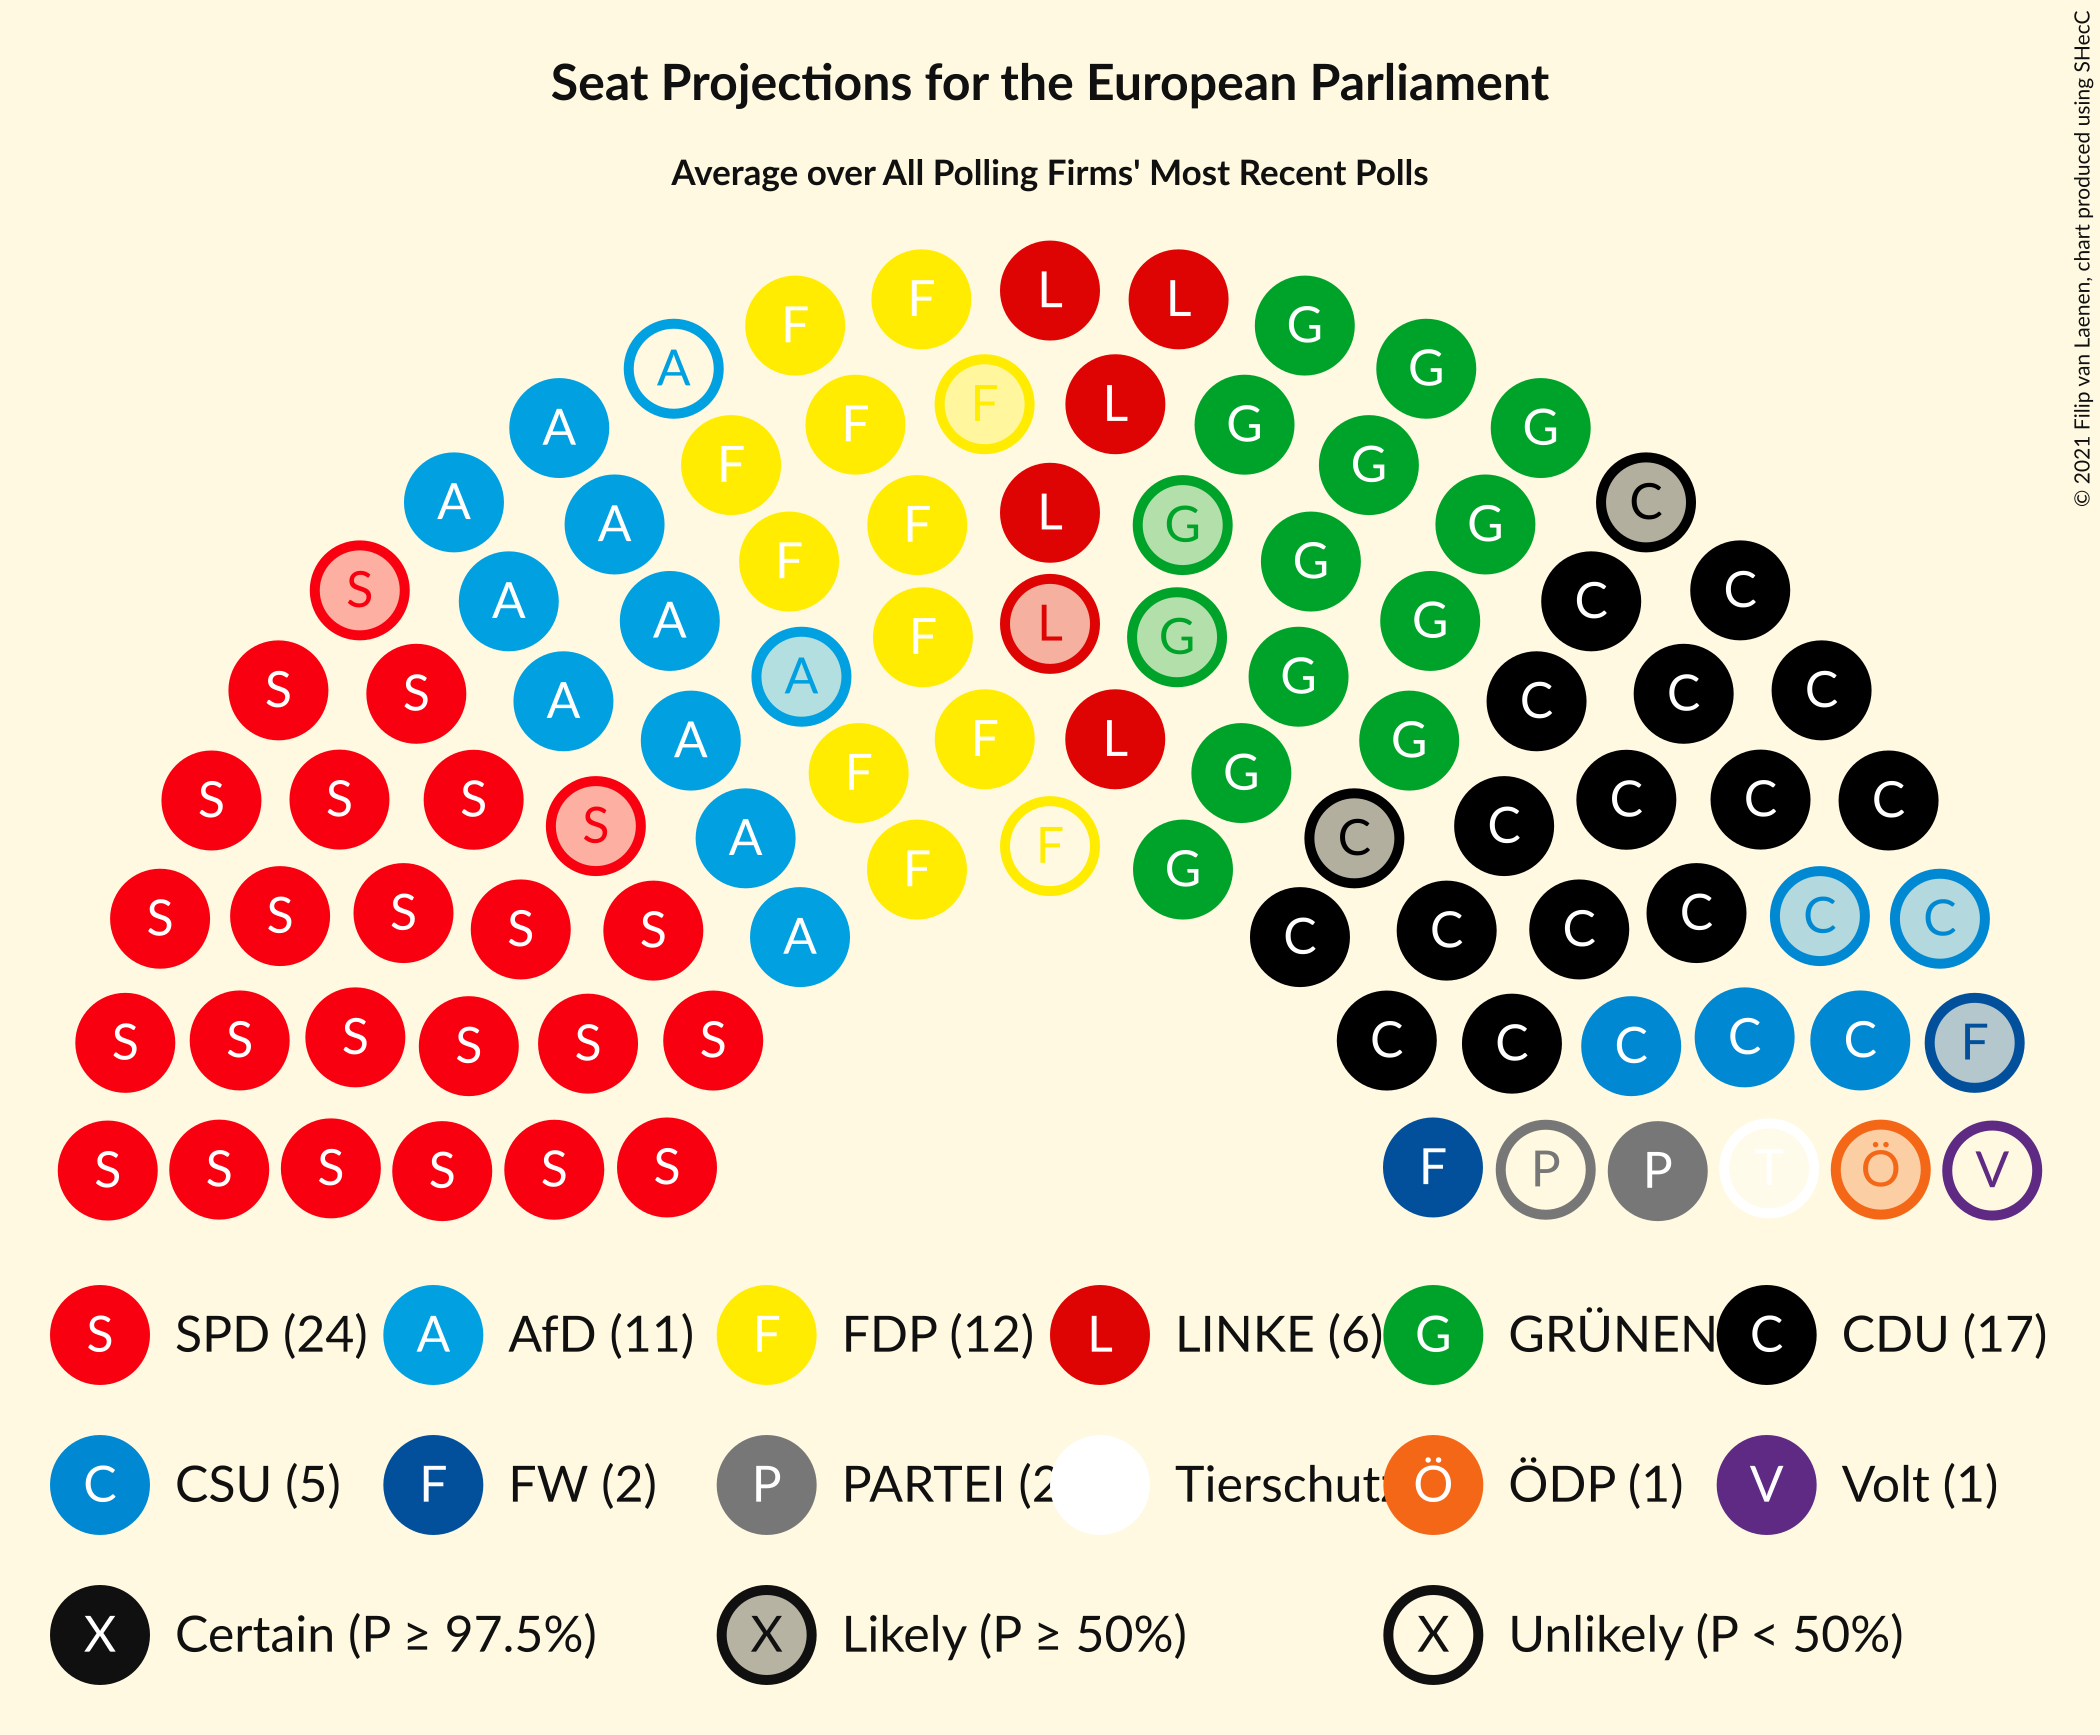 Seat Projections for the European Parliament
Average over All Polling Firms' Most Recent Polls
© 2021 Filip van Laenen, chart produced using SHecC
L
F L
F G
A F L G
F G
A F G G
A L C
A F F G G
A F G C
S A G C
A F L G C
S S A F G G C C
A A G C C
S S S F F L G C C C
S A F G C C C C
S S S S S A F F G C C C C C C
S S S S S S C C C C C F
S S S S S S F P P T Ö V
S SPD (24) A AfD (11) F FDP (12) L LINKE (6) G GRÜNEN C CDU (17)
C CSU (5) F FW (2) P PARTEI (2 Tierschutz Ö ÖDP (1) V Volt (1)
X Certain (P ≥ 97.5%) X Likely (P ≥ 50%) X Unlikely (P < 50%)